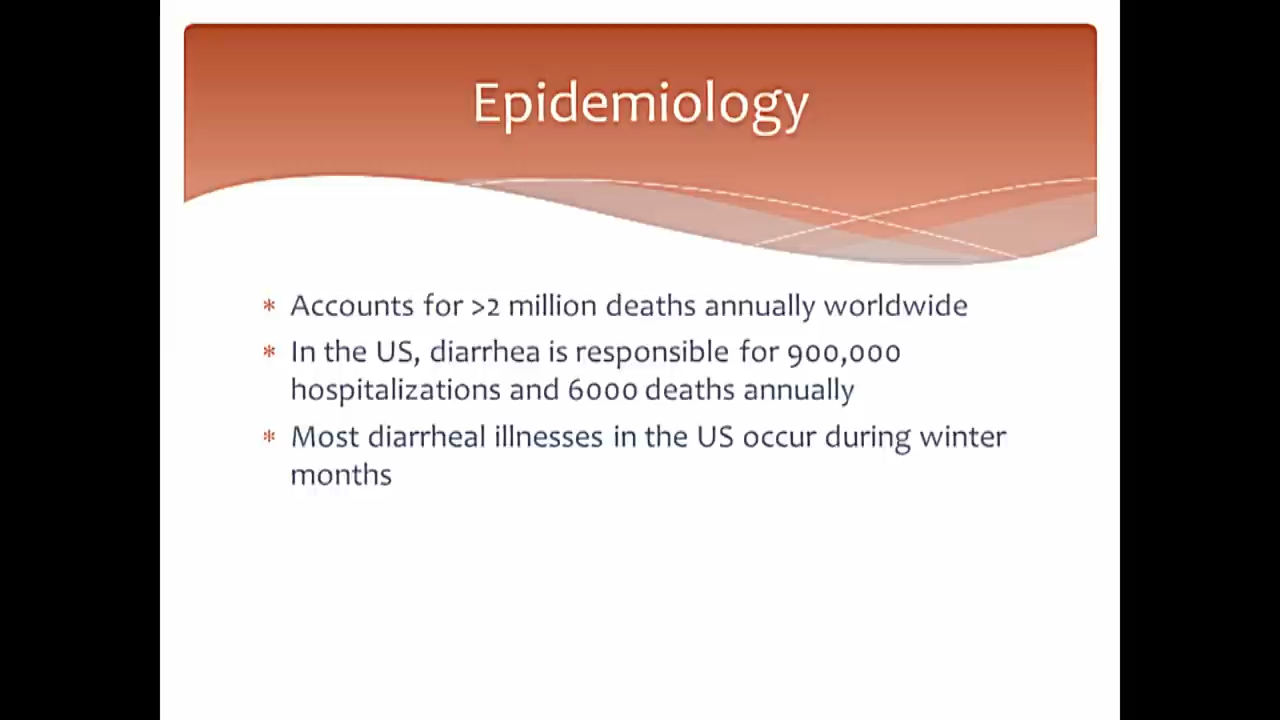 Epidemiology
* Accounts for >2 million deaths annually worldwide
* In the US, diarrhea is responsible for 900,000
hospitalizations and 6000 deaths annually
* Most diarrheal illnesses in the US occur during winter
months